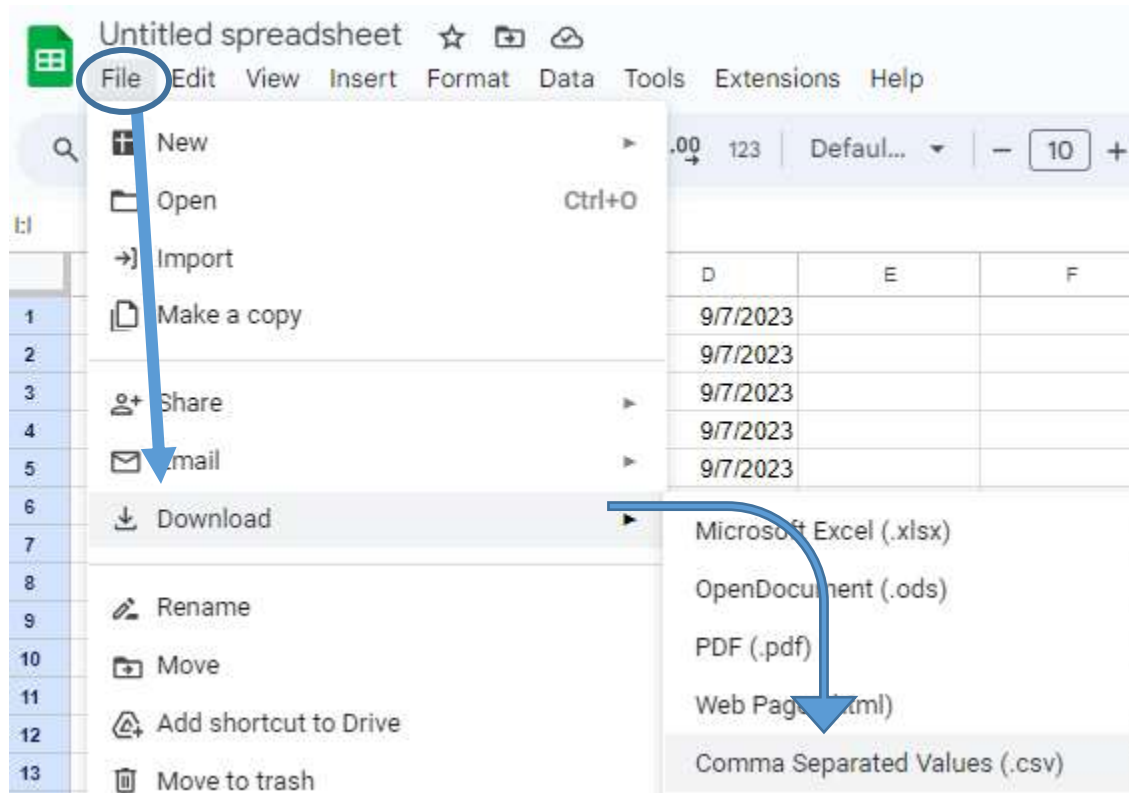 Untitled spreadsheet
File Edit View Insert Format Data Tools Extensions Help
New
.00 123 Defaul... 10
Open Ctrl+O
I:I
Import
D E F
Make a copy
1 9/7/2023
2 9/7/2023
3 Share 9/7/2023
4 9/7/2023
5 Email 9/7/2023
6
Download
7 Microsoft Excel (.xlsx)
8 OpenDocument (.ods)
9 Rename
10 Move PDF (.pdf)
11 Web Page (.html)
12 Add shortcut to Drive
13 Move to trash Comma Separated Values (.csv)